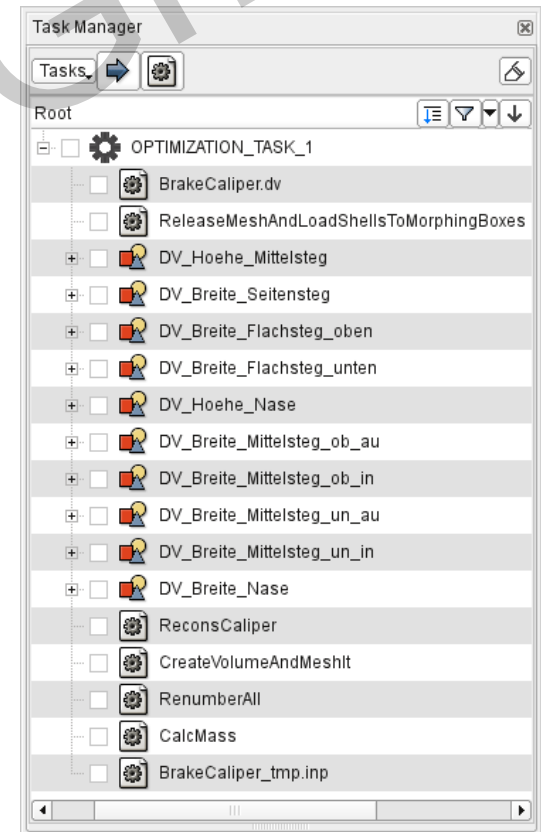 Task Manager
Tasks
Root
OPTIMIZATION_TASK_1
BrakeCaliper.dv
ReleaseMeshAndLoadShellsToMorphingBoxes
DV_Hoehe_Mittelsteg
DV_Breite_Seitensteg
DV_Breite_Flachsteg_oben
DV_Breite_Flachsteg_unten
DV_Hoehe_Nase
DV_Breite_Mittelsteg_ob_au
DV_Breite_Mittelsteg_ob_in
DV_Breite_Mittelsteg_un_au
DV_Breite_Mittelsteg_un_in
DV_Breite_Nase
ReconsCaliper
CreateVolumeAndMeshIt
RenumberAll
CalcMass
BrakeCaliper_tmp.inp